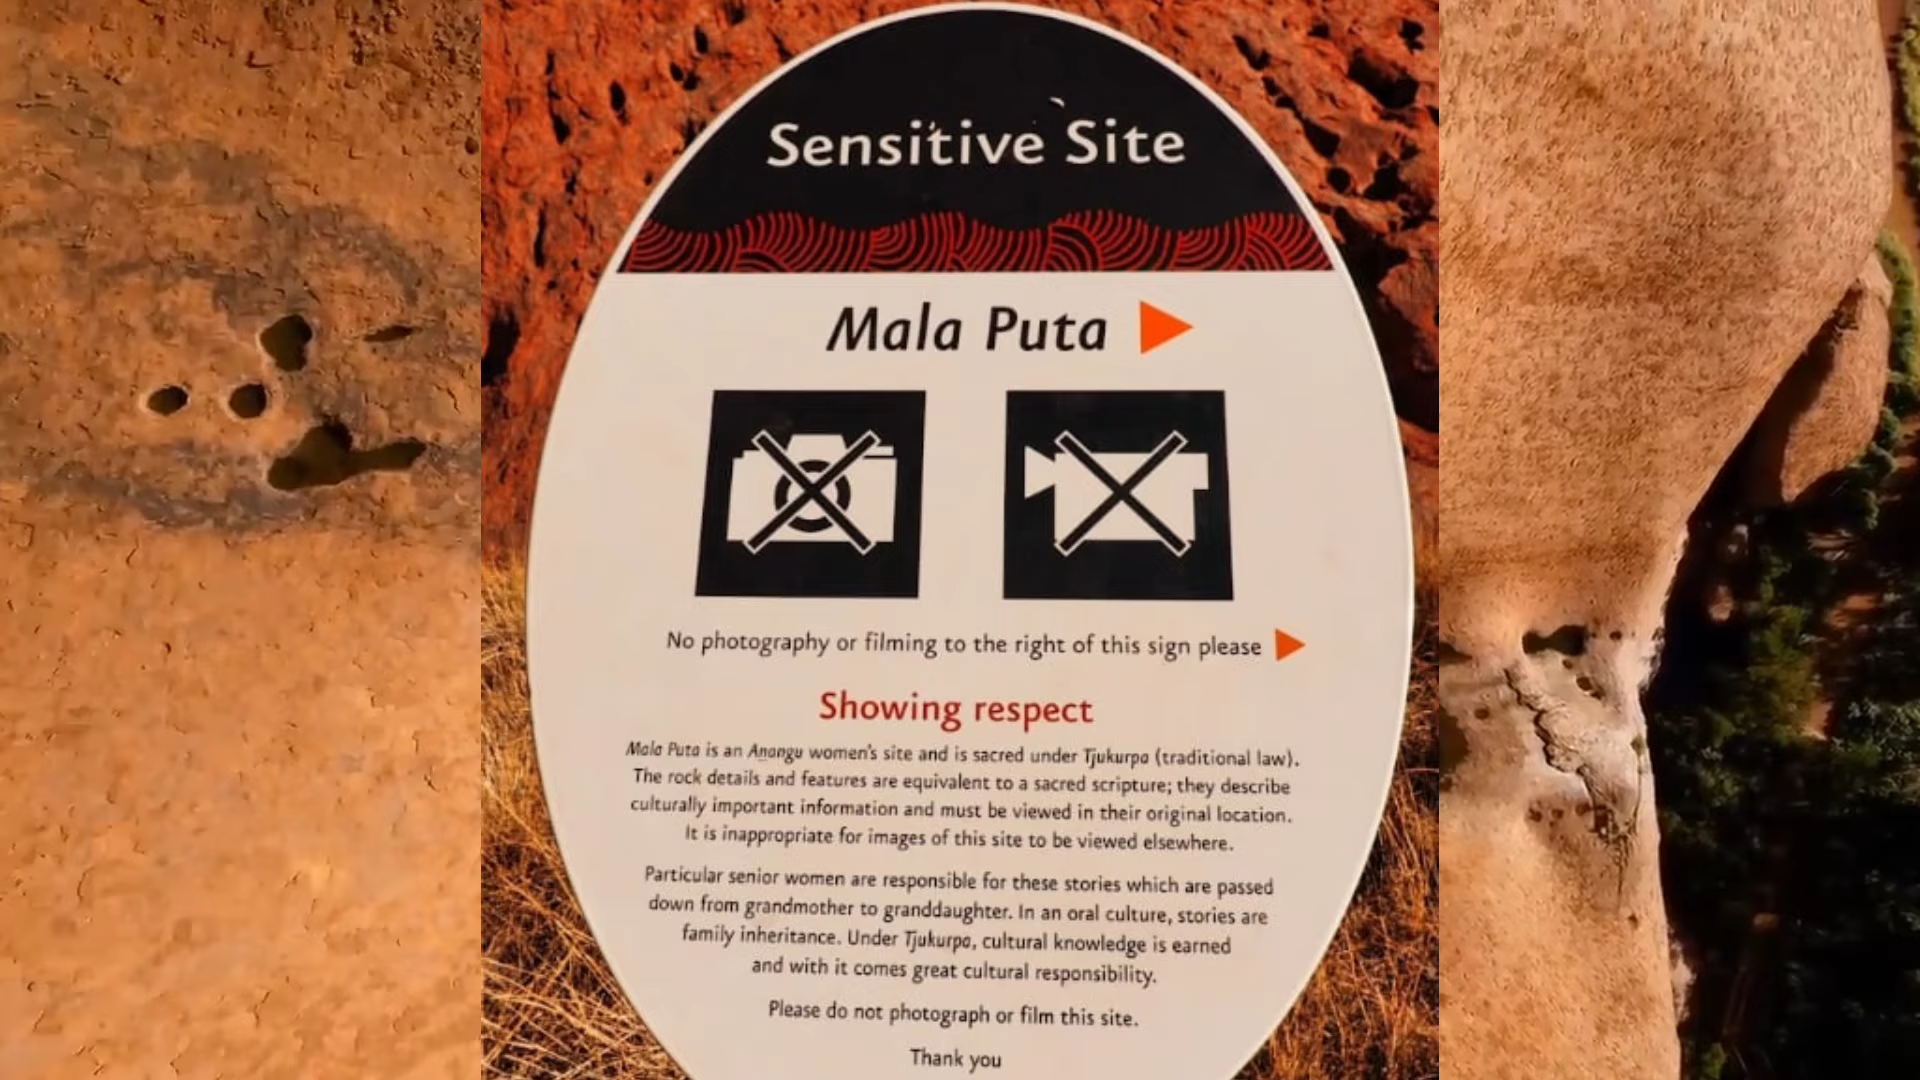 Sensitive Site
Mala Puta
No photography or filming to the right of this sign please
Showing respect
Mala Puta is an Anangu women's site and is sacred under Tjukurpa (traditional law).
The rock details and features are equivalent to a sacred scripture; they describe
culturally important information and must be viewed in their original location.
It is inappropriate for images of this site to be viewed elsewhere.
Particular senior women are responsible for these stories which are passed
down from grandmother to granddaughter. In an oral culture, stories are
family inheritance. Under Tjukurpa, cultural knowledge is earned
and with it comes great cultural responsibility.
Please do not photograph or film this site.
Thank you